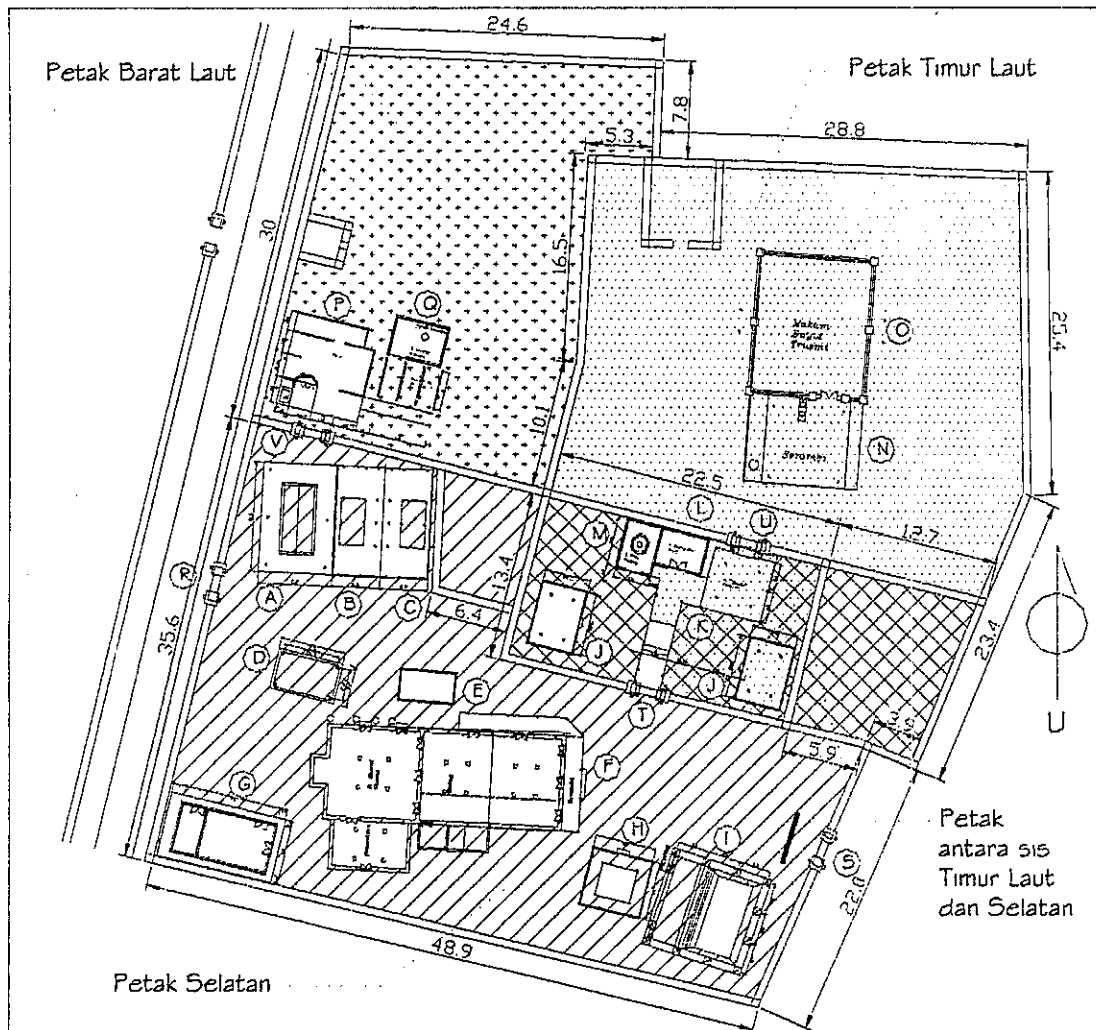 24.6
Petak Barat Laut
Petak Timur Laut
7.8
28.8
5.3
30
16.5
25.4
P
Q
O
Makam
N
Serambi
10.1
V
22.5
L
U
12.7
M
R
13.4
A
B
C
6.4
K
J
J
23.4
U
35.6
D
E
T
5.9
F
G
H
I
S
Petak
antara sis
Timur Laut
dan Selatan
22.0
48.9
Petak Selatan